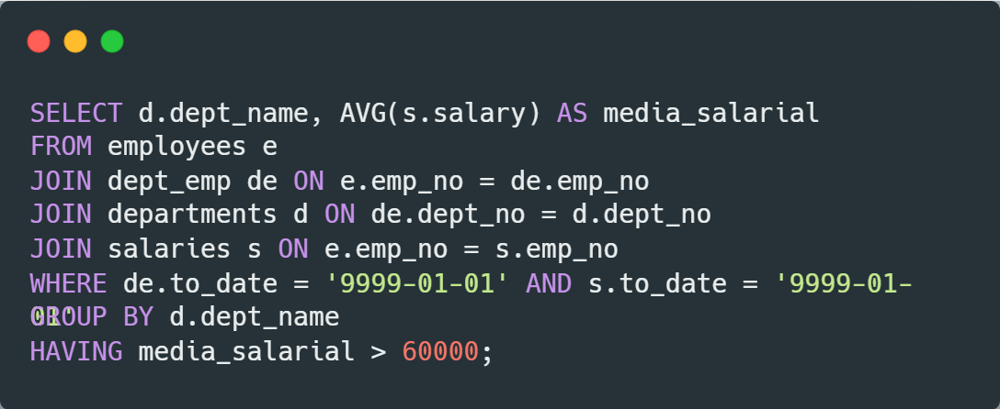 SELECT d.dept_name, AVG(s.salary) AS media_salarial
FROM employees e
JOIN dept_emp de ON e.emp_no = de.emp_no
JOIN departments d ON de.dept_no = d.dept_no
JOIN salaries s ON e.emp_no = s.emp_no
WHERE de.to_date = '9999-01-01' AND s.to_date = '9999-01-
01'
GROUP BY d.dept_name
HAVING media_salarial > 60000;